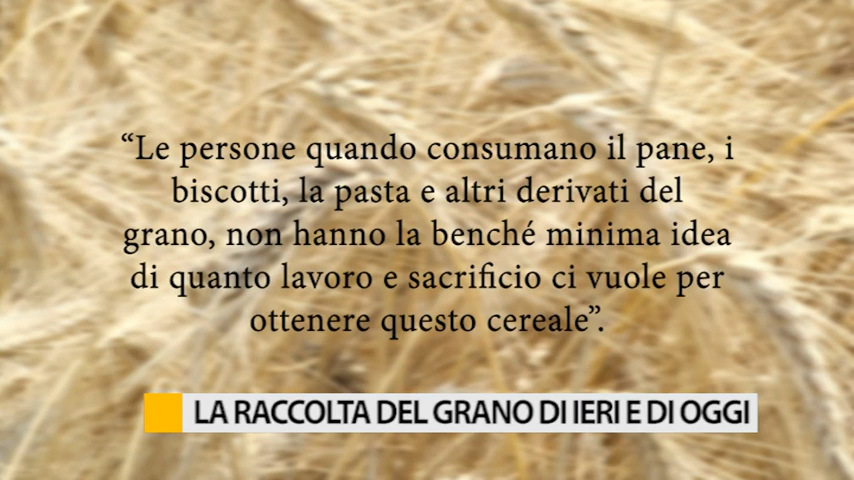 “Le persone quando consumano il pane, i
biscotti, la pasta e altri derivati del
grano, non hanno la benché minima idea
di quanto lavoro e sacrificio ci vuole per
ottenere questo cereale”.
LA RACCOLTA DEL GRANO DI IERI E DI OGGI